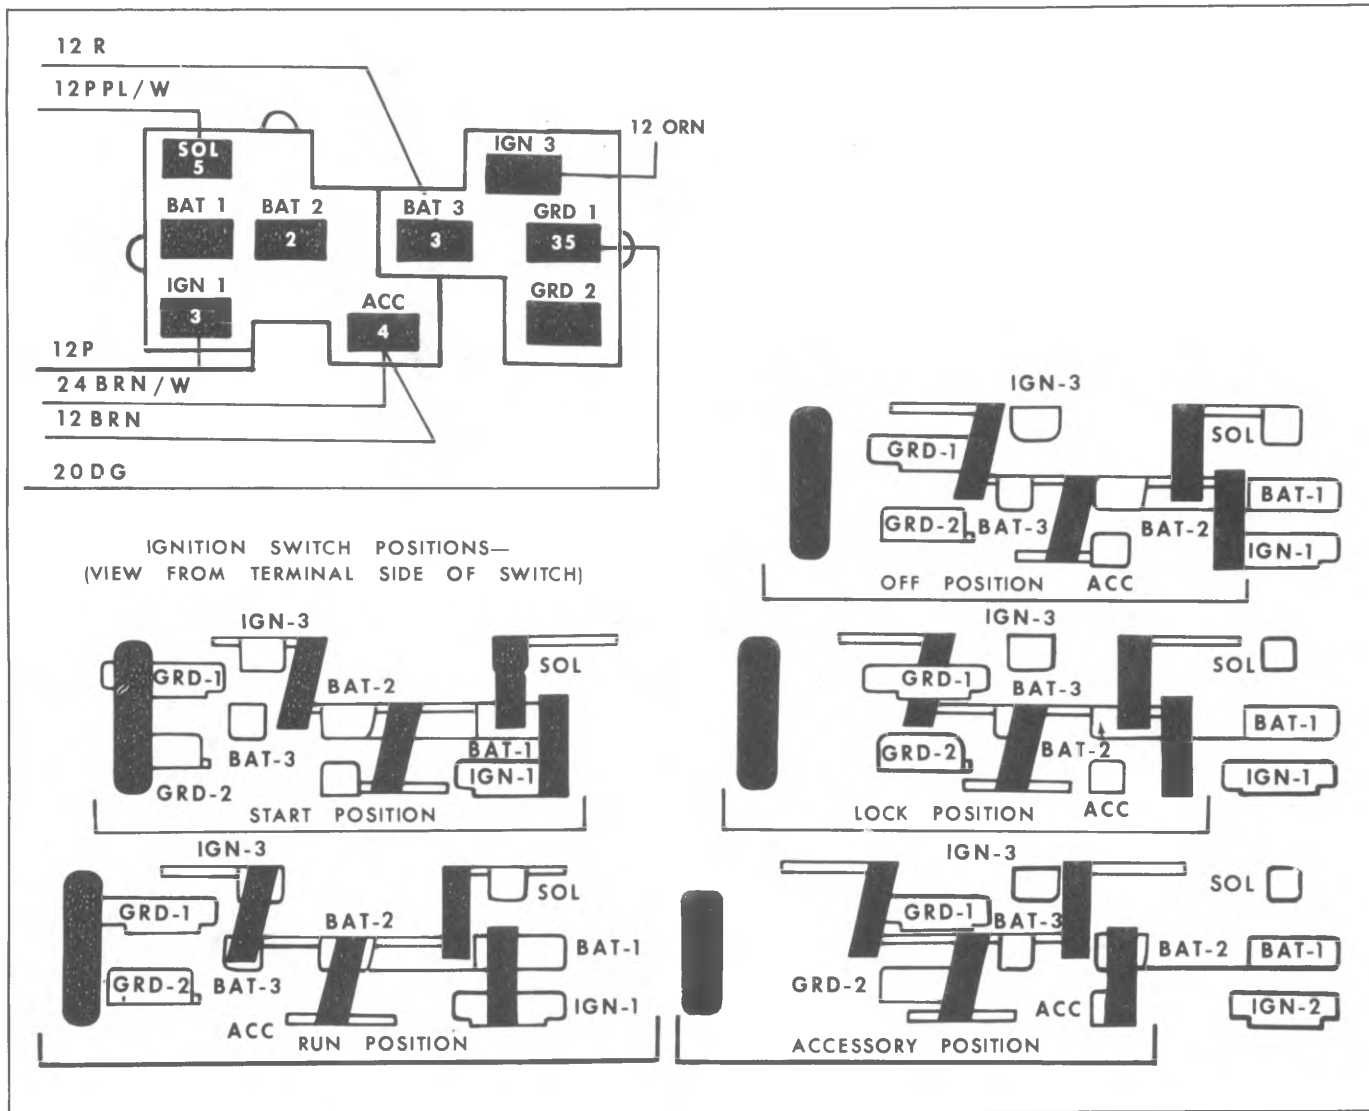 12 R
12PPL/W
12 ORN
SOL
5
IGN 3
BAT 1
BAT 2
2
BAT 3
3
GRD 1
35
IGN 1
3
ACC
4
GRD 2
12P
24 BRN/W
12 BRN
20DG
IGNITION SWITCH POSITIONS—
(VIEW FROM TERMINAL SIDE OF SWITCH)
IGN-3
GRD-1
SOL
BAT-2
BAT-3
BAT-1
IGN-1
GRD-2
START POSITION
IGN-3
GRD-1
SOL
BAT-2
BAT-1
GRD-2
BAT-3
IGN-1
ACC
RUN POSITION
IGN-3
SOL
GRD-1
BAT-1
GRD-2
BAT-3
BAT-2
IGN-1
OFF POSITION
ACC
IGN-3
SOL
GRD-1
BAT-3
BAT-1
GRD-2
BAT-2
IGN-1
ACC
LOCK POSITION
IGN-3
SOL
GRD-1
BAT-3
BAT-2
BAT-1
GRD-2
ACC
IGN-2
ACCESSORY POSITION